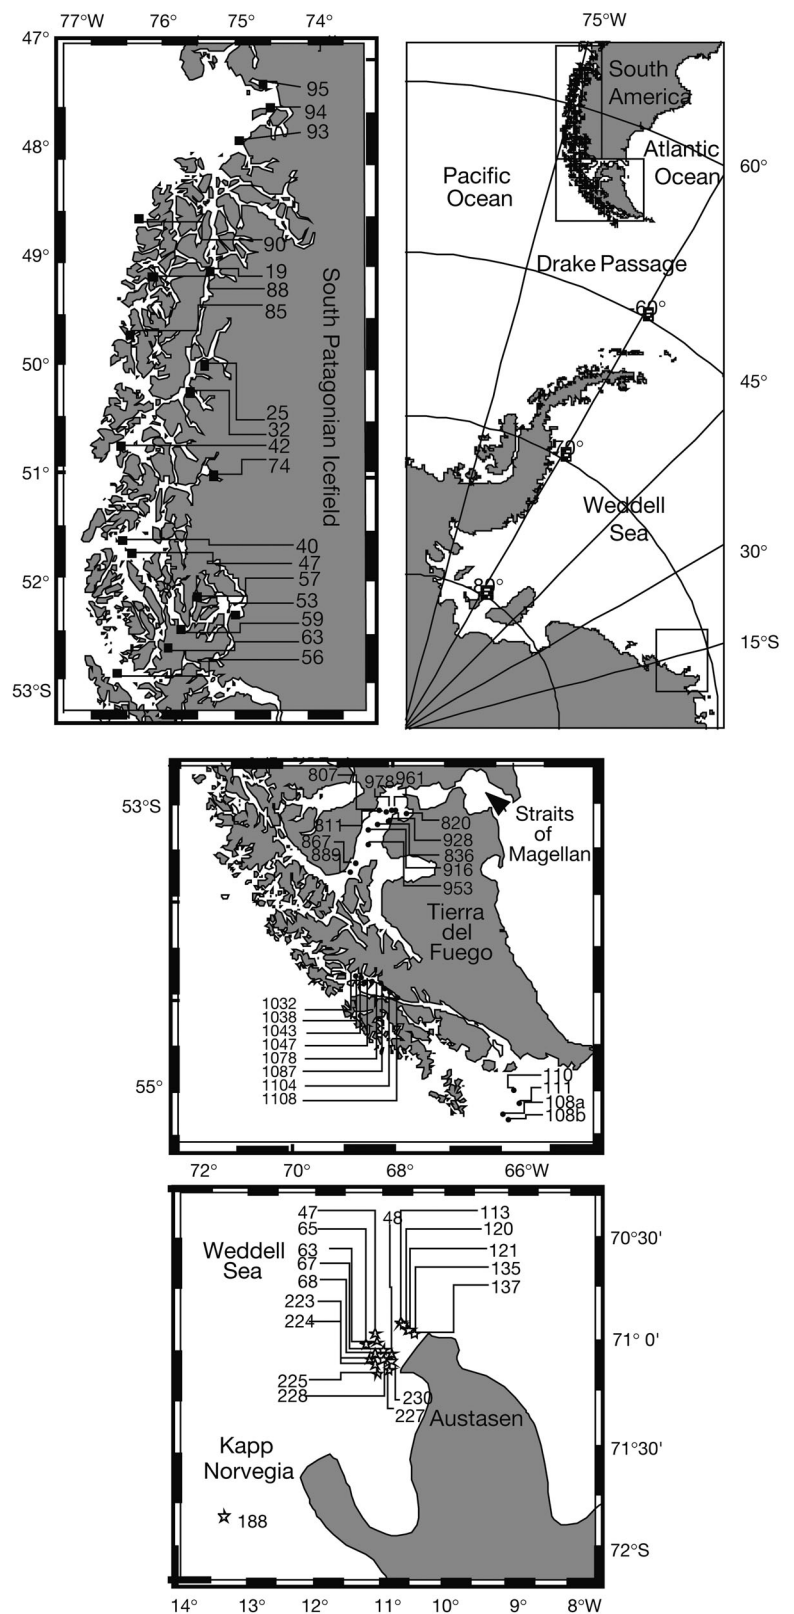 77°W 76° 75° 74°
47°
48°
49°
50°
51°
52°
53°S
95
94
93
90
19
88
85
25
32
42
74
40
47
57
53
59
63
56
South Patagonian Icefield
75°W
South
America
Atlantic
Ocean
Pacific
Ocean
Drake Passage
60°
70°
80°
Weddell
Sea
60°
45°
30°
15°S
53°S
55°
807
978
961
811
867
889
820
928
836
916
953
Straits
of
Magellan
Tierra
del
Fuego
1032
1038
1043
1047
1078
1087
1104
1108
110
111
108a
108b
72° 70° 68° 66°W
47
65
63
67
68
223
224
225
228
48
113
120
121
135
137
230
227
Weddell
Sea
Austasen
Kapp
Norvegia
188
70°30'
71° 0'
71°30'
72°S
14° 13° 12° 11° 10° 9° 8°W